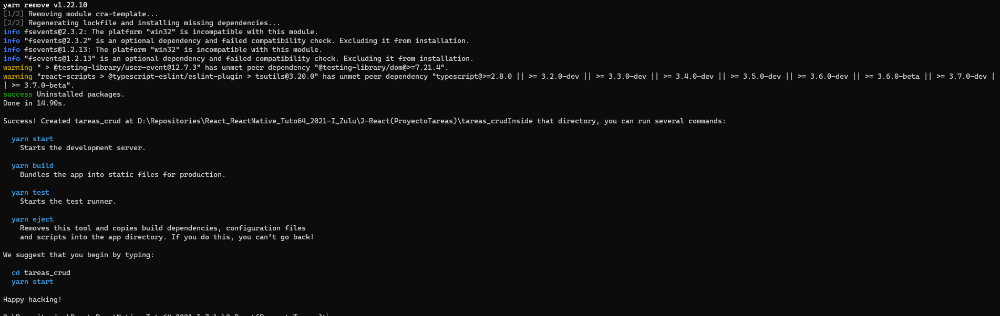 yarn remove v1.22.10
[1/2] Removing module cra-template...
[2/2] Regenerating lockfile and installing missing dependencies...
info fsevents@2.3.2: The platform "win32" is incompatible with this module.
info "fsevents@2.3.2" is an optional dependency and failed compatibility check. Excluding it from installation.
info fsevents@1.2.13: The platform "win32" is incompatible with this module.
info "fsevents@1.2.13" is an optional dependency and failed compatibility check. Excluding it from installation.
warning " > @testing-library/user-event@12.7.3" has unmet peer dependency "@testing-library/dom@>=7.21.4".
warning "react-scripts > @typescript-eslint/eslint-plugin > tsutils@3.20.0" has unmet peer dependency "typescript@>=2.8.0 || >= 3.2.0-dev || >= 3.3.0-dev || >= 3.4.0-dev || >= 3.5.0-dev || >= 3.6.0-dev || >= 3.6.0-beta || >= 3.7.0-dev |
| >= 3.7.0-beta".
success Uninstalled packages.
Done in 14.90s.
Success! Created tareas_crud at D:\Repositories\React_ReactNative_Tuto64_2021-I_Zulu\2-React(ProyectoTareas)\tareas_crudInside that directory, you can run several commands:
yarn start
Starts the development server.
yarn build
Bundles the app into static files for production.
yarn test
Starts the test runner.
yarn eject
Removes this tool and copies build dependencies, configuration files
and scripts into the app directory. If you do this, you can't go back!
We suggest that you begin by typing:
cd tareas_crud
yarn start
Happy hacking!
D:\Repositories\React_ReactNative_Tuto64_2021-I_Zulu\2-React(ProyectoTareas)>